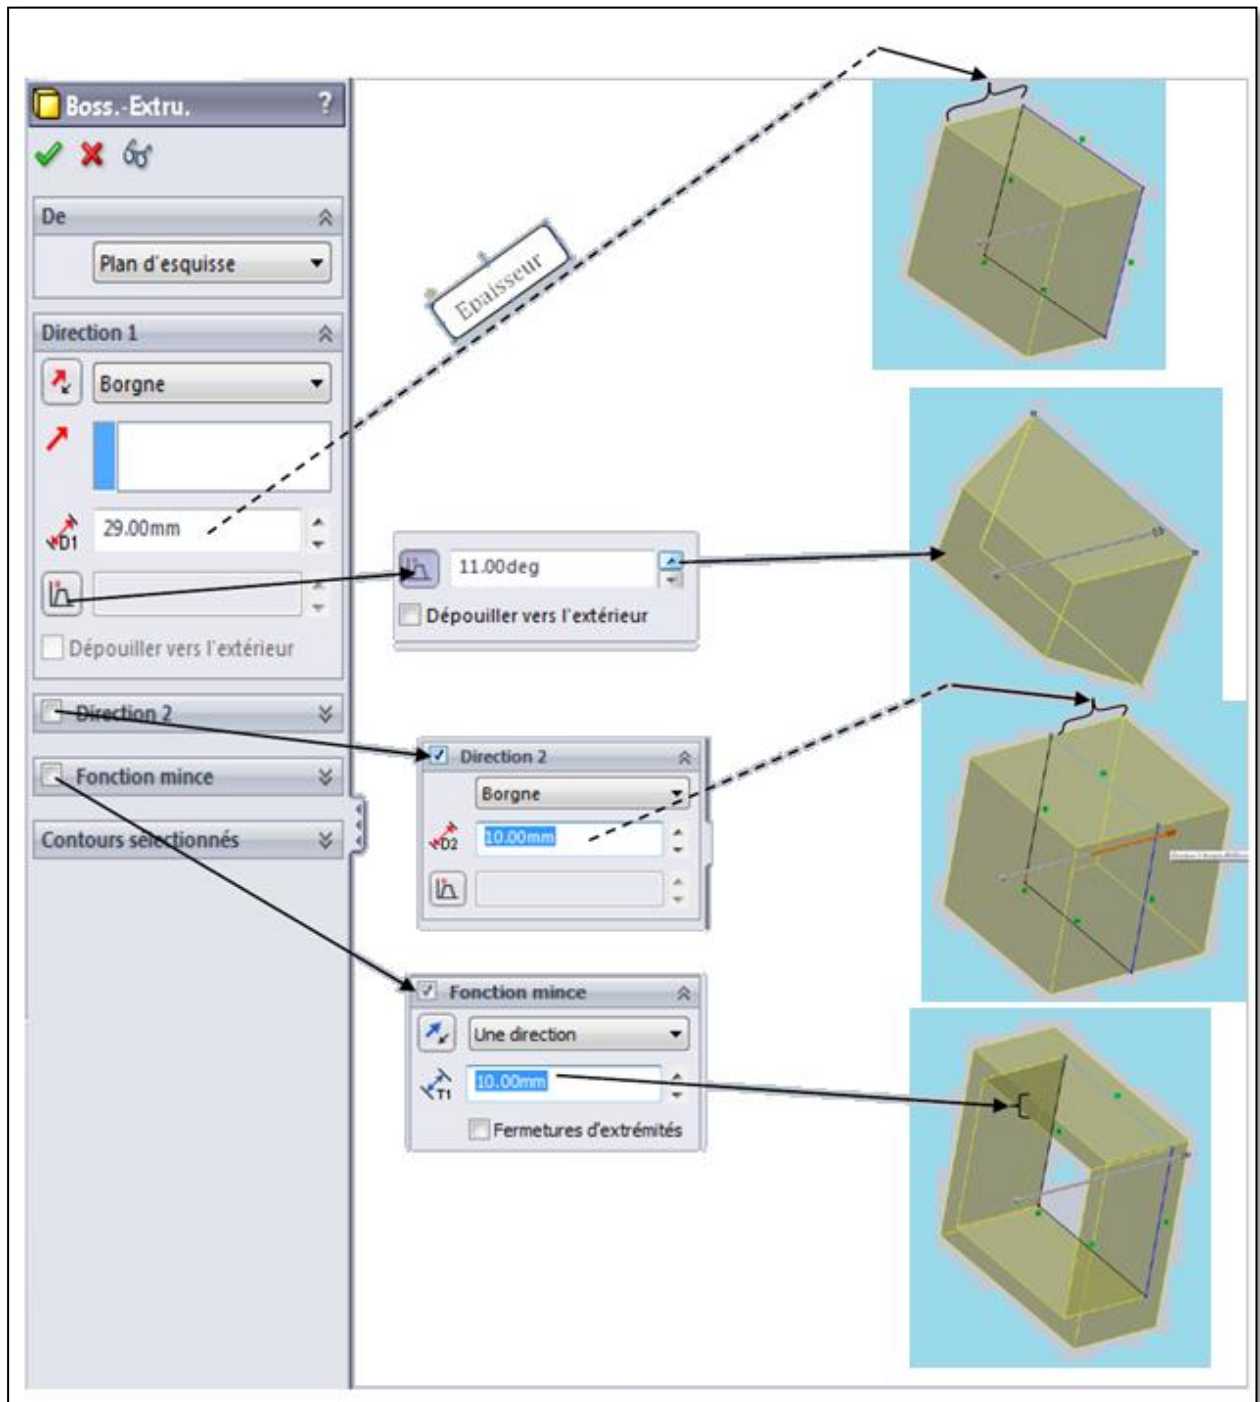 Boss.-Extru. ?
De
Plan d'esquisse
Direction 1
Borgne
D1 29.00mm
Dépouiller vers l'extérieur
Direction 2
Fonction mince
Contours sélectionnés
Epaisseur
11.00deg
Dépouiller vers l'extérieur
Direction 2
Borgne
D2 10.00mm
Fonction mince
Une direction
T1 10.00mm
Fermetures d'extrémités